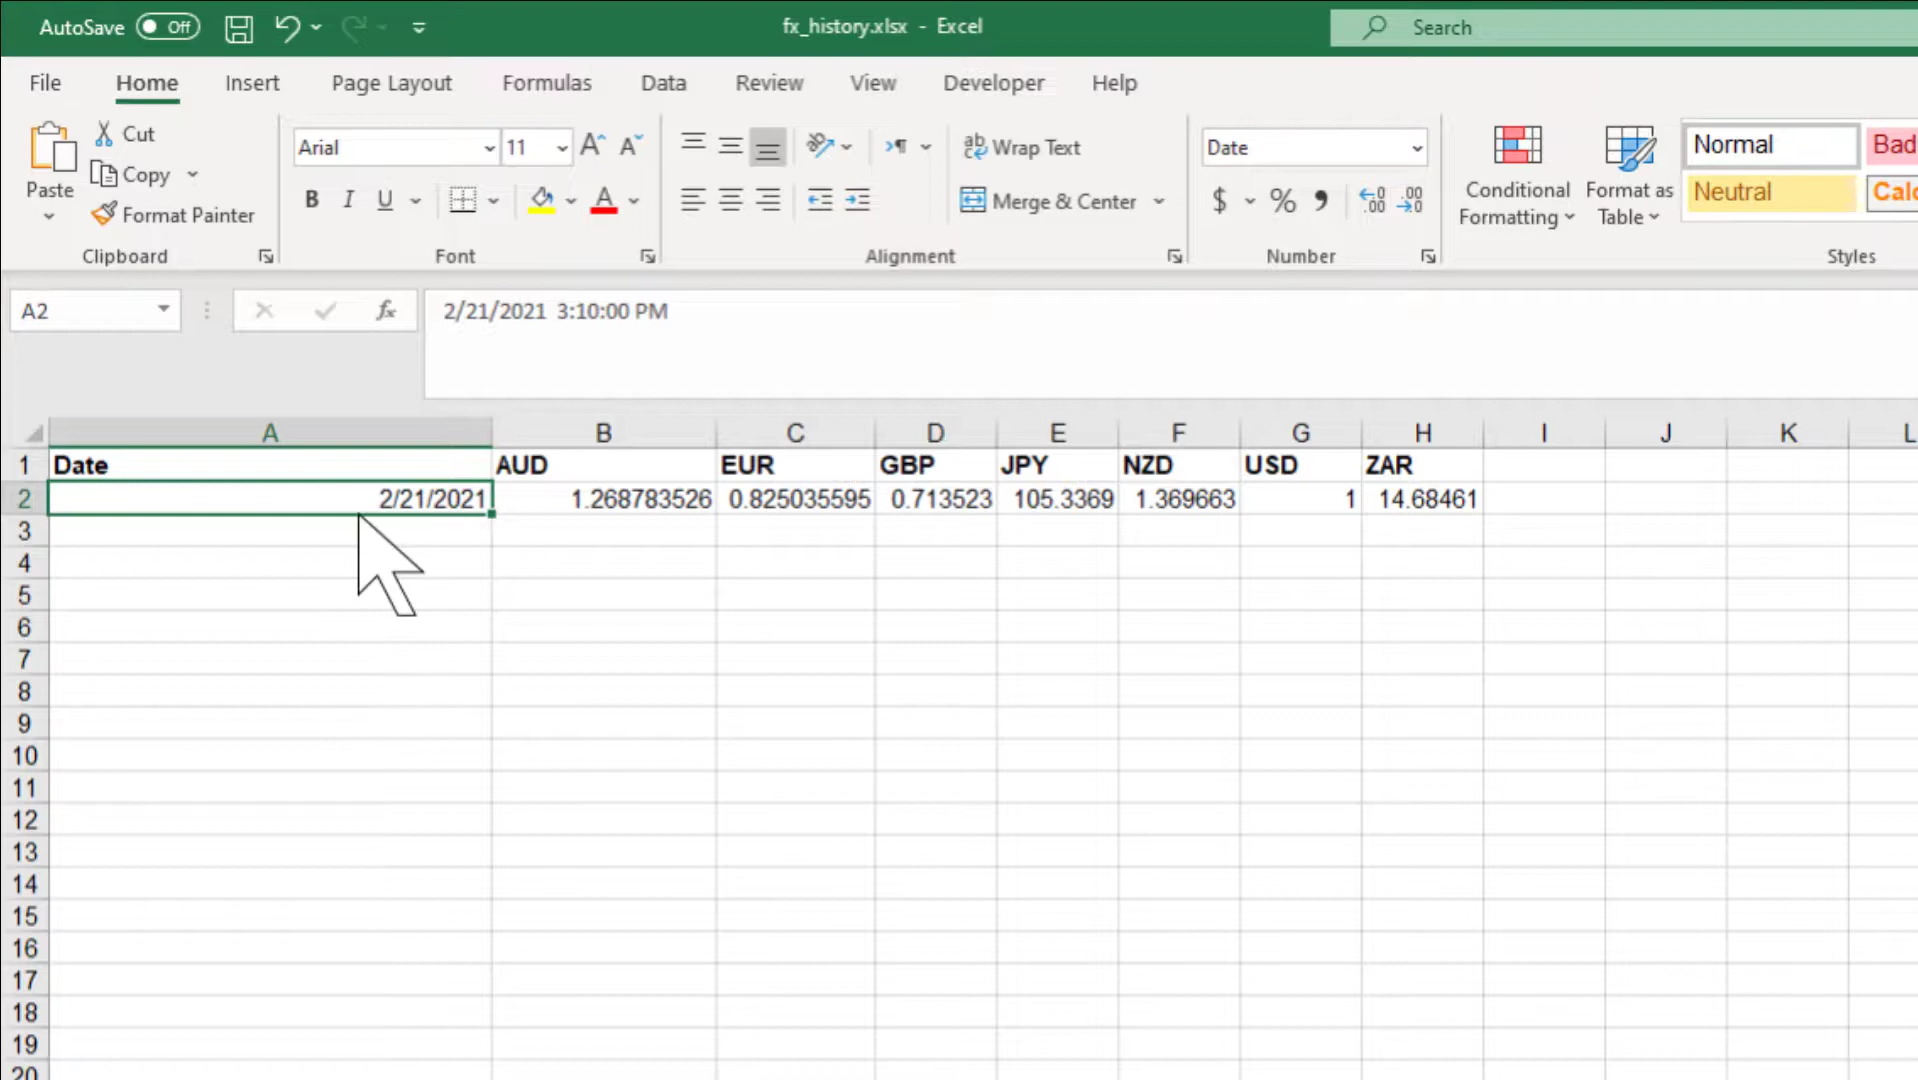 AutoSave Off fx_history.xlsx - Excel Search
File Home Insert Page Layout Formulas Data Review View Developer Help
Paste Cut Copy Format Painter
Clipboard
Arial 11
B I U A
Font
Wrap Text
Merge & Center
Alignment
Date
$ % ,
Number
Conditional Formatting
Format as Table
Normal Bad
Neutral
Styles
A2 fx 2/21/2021 3:10:00 PM
A B C D E F G H I J K L
1 Date AUD EUR GBP JPY NZD USD ZAR
2 2/21/2021 1.268783526 0.825035595 0.713523 105.3369 1.369663 1 14.68461
3
4
5
6
7
8
9
10
11
12
13
14
15
16
17
18
19
20